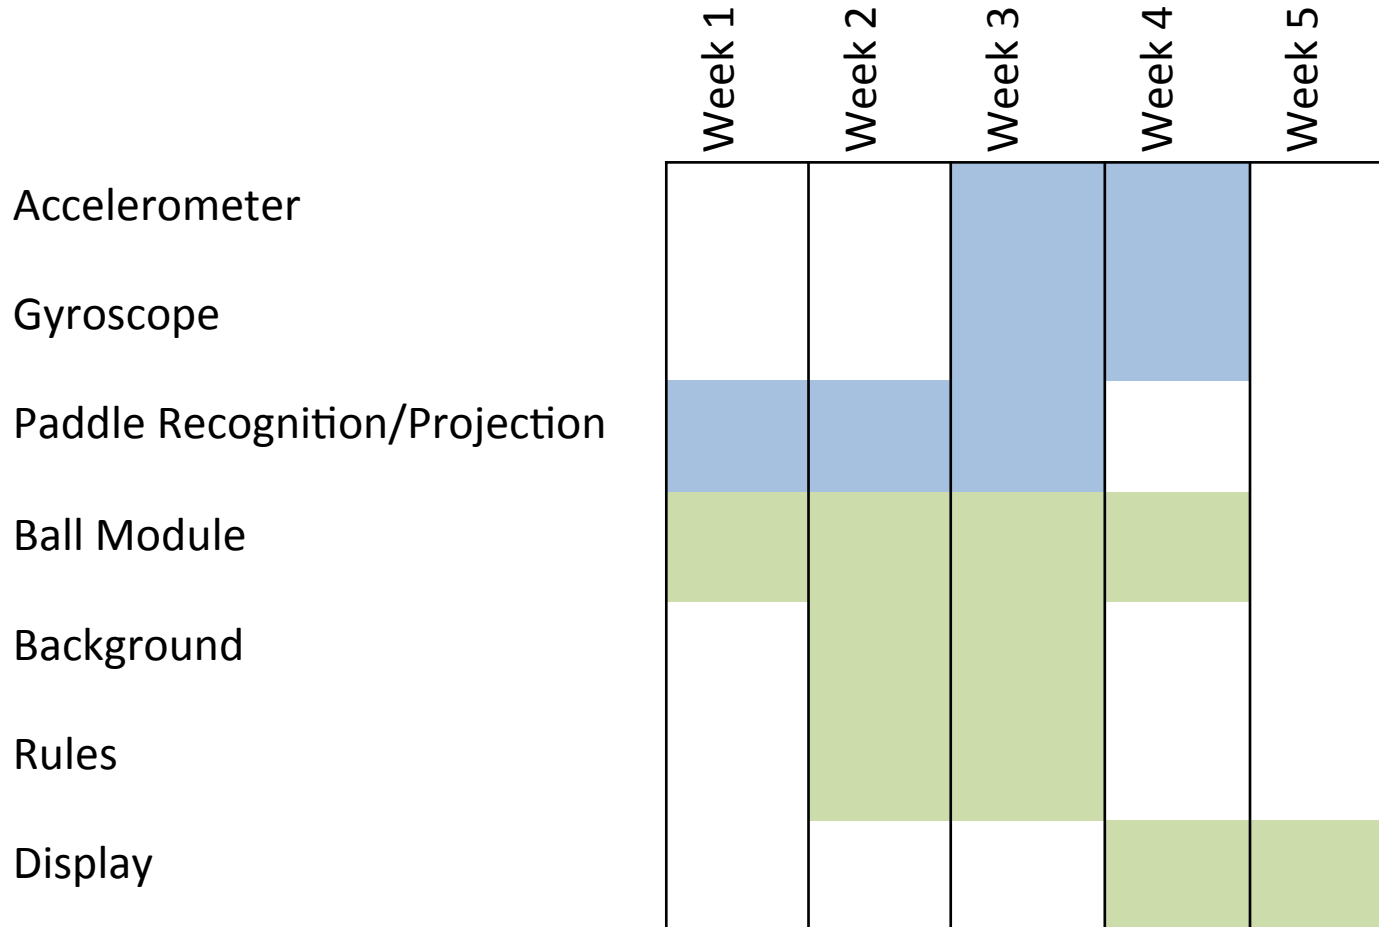 Week 1
Week 2
Week 3
Week 4
Week 5
Accelerometer
Gyroscope
Paddle Recognition/Projection
Ball Module
Background
Rules
Display